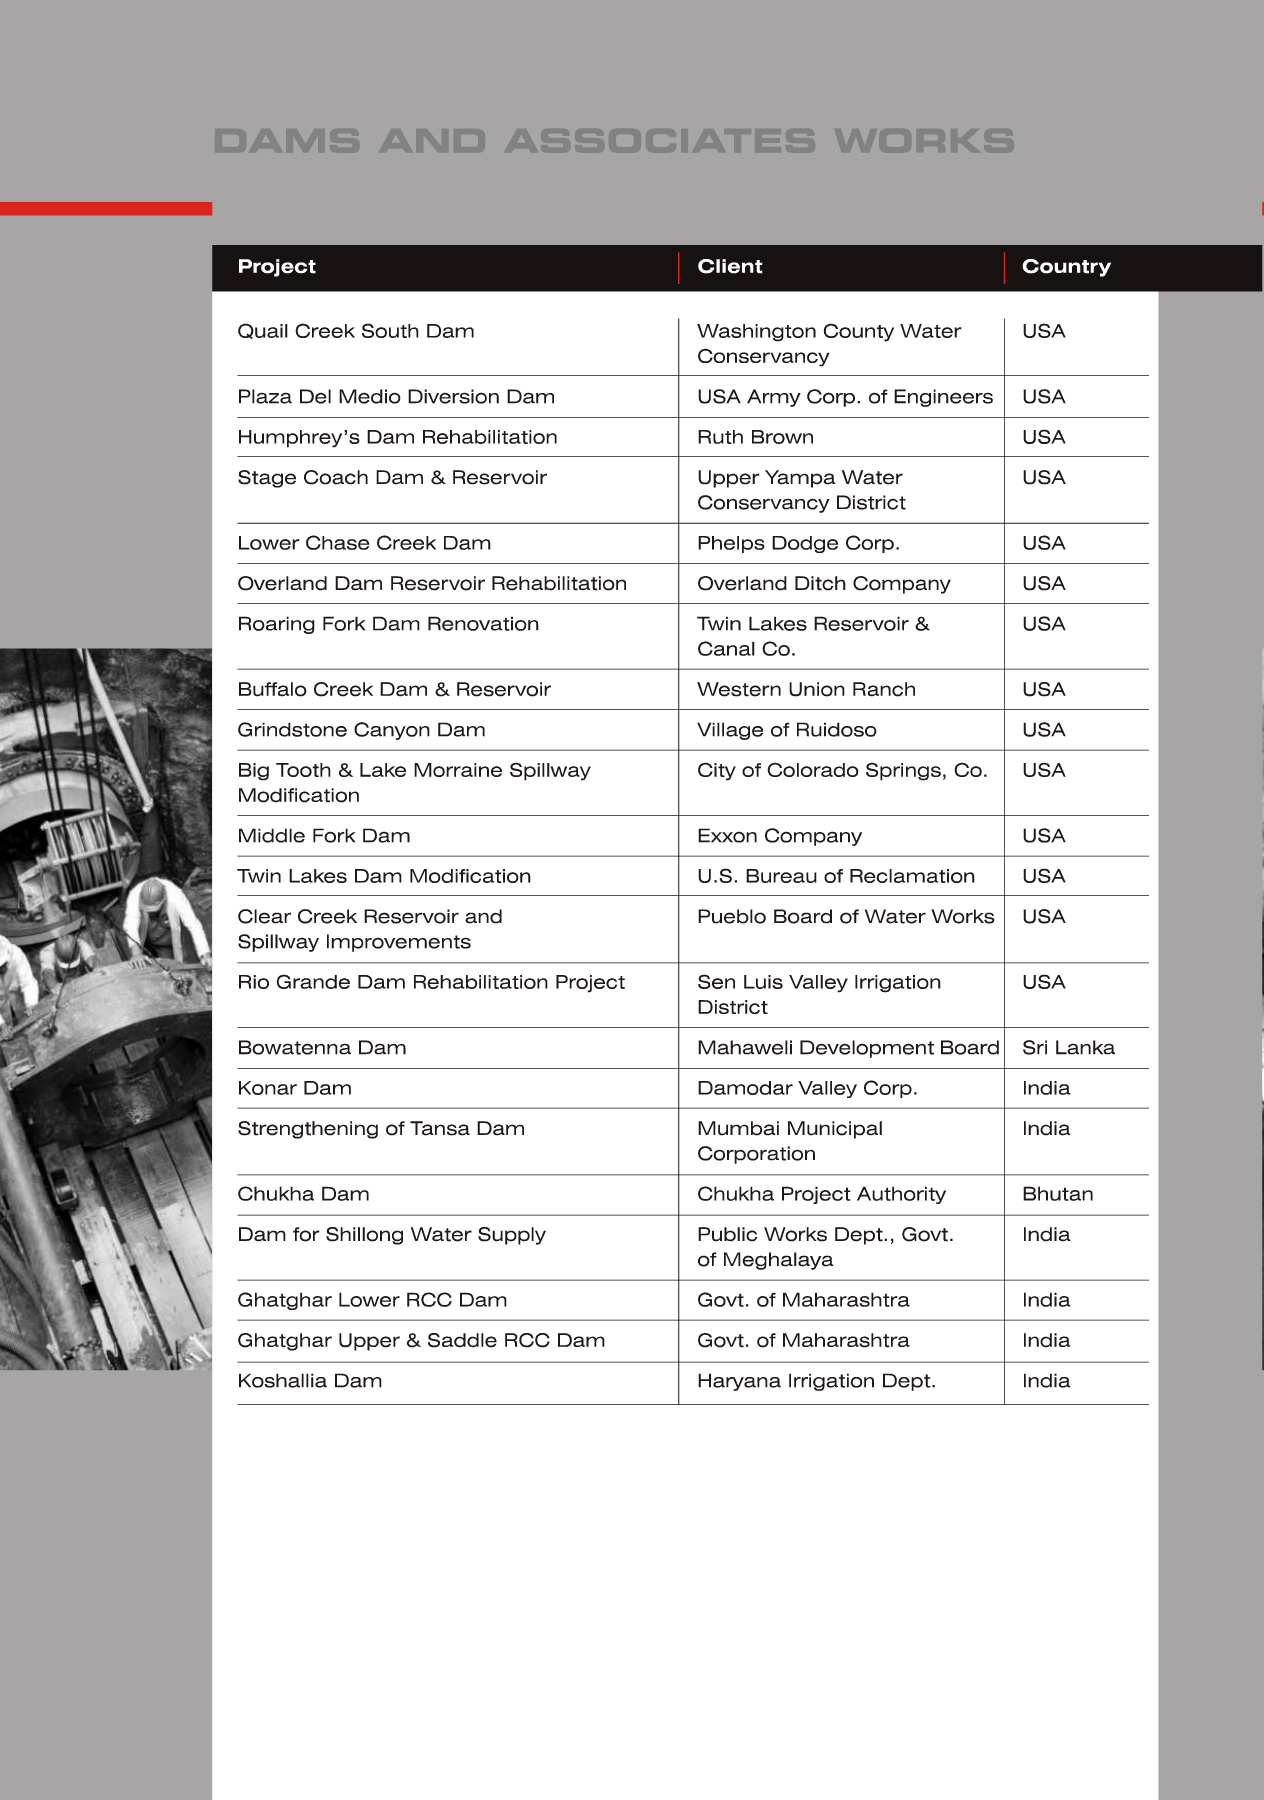 DAMS AND ASSOCIATES WORKS
Project Client Country
Quail Creek South Dam Washington County Water USA
Conservancy
Plaza Del Medio Diversion Dam USA Army Corp. of Engineers USA
Humphrey’s Dam Rehabilitation Ruth Brown USA
Stage Coach Dam & Reservoir Upper Yampa Water USA
Conservancy District
Lower Chase Creek Dam Phelps Dodge Corp. USA
Overland Dam Reservoir Rehabilitation Overland Ditch Company USA
Roaring Fork Dam Renovation Twin Lakes Reservoir & USA
Canal Co.
Buffalo Creek Dam & Reservoir Western Union Ranch USA
Grindstone Canyon Dam Village of Ruidoso USA
Big Tooth & Lake Morraine Spillway City of Colorado Springs, Co. USA
Modification
Middle Fork Dam Exxon Company USA
Twin Lakes Dam Modification U.S. Bureau of Reclamation USA
Clear Creek Reservoir and Pueblo Board of Water Works USA
Spillway Improvements
Rio Grande Dam Rehabilitation Project Sen Luis Valley Irrigation USA
District
Bowatenna Dam Mahaweli Development Board Sri Lanka
Konar Dam Damodar Valley Corp. India
Strengthening of Tansa Dam Mumbai Municipal India
Corporation
Chukha Dam Chukha Project Authority Bhutan
Dam for Shillong Water Supply Public Works Dept., Govt. India
of Meghalaya
Ghatghar Lower RCC Dam Govt. of Maharashtra India
Ghatghar Upper & Saddle RCC Dam Govt. of Maharashtra India
Koshallia Dam Haryana Irrigation Dept. India